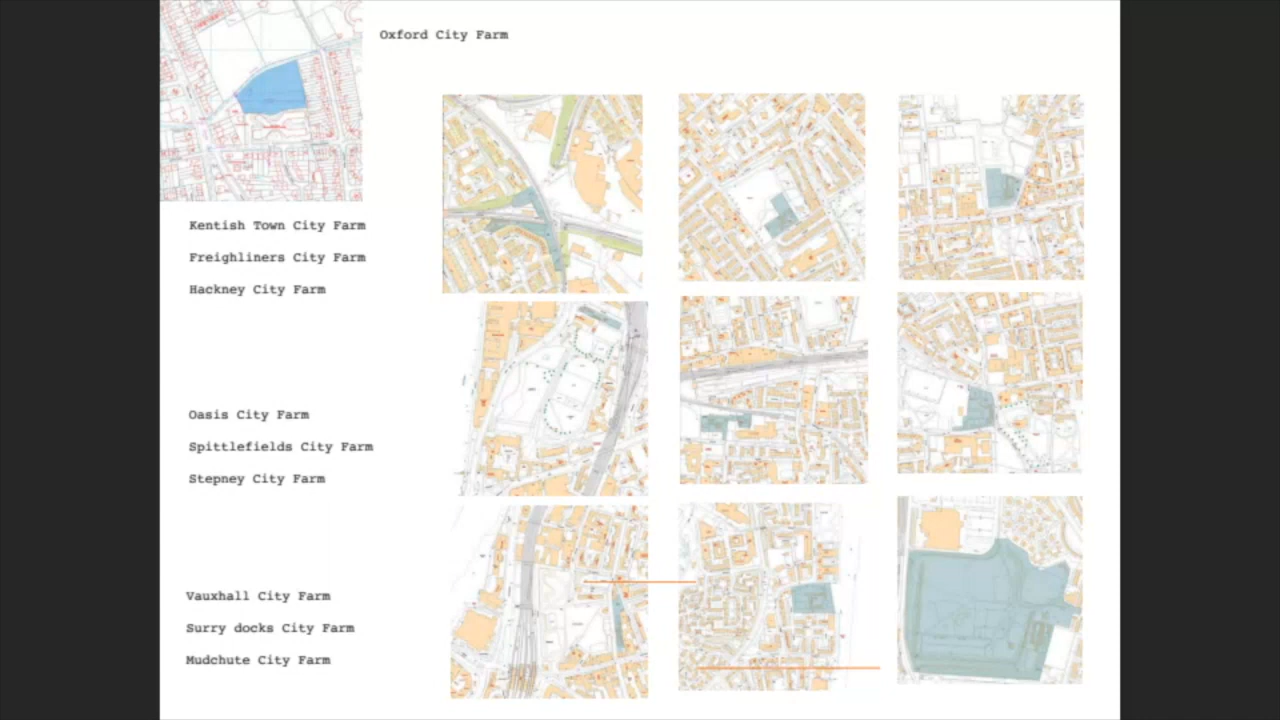 Oxford City Farm
Kentish Town City Farm
Freighliners City Farm
Hackney City Farm
Oasis City Farm
Spittlefields City Farm
Stepney City Farm
Vauxhall City Farm
Surry docks City Farm
Mudchute City Farm